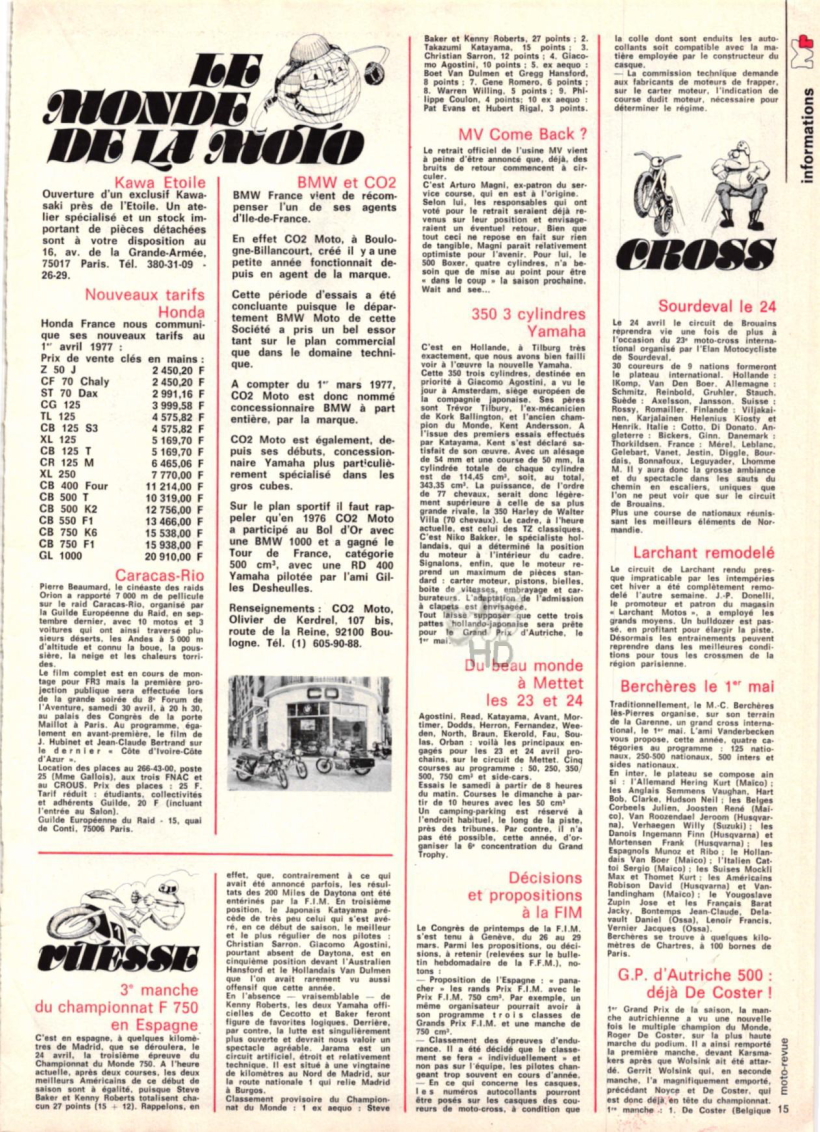 LE
MONDE
DE LA MOTO
Kawa Etoile
Ouverture d'un exclusif Kawa-
saki près de l'Etoile. Un ate-
lier spécialisé et un stock im-
portant de pièces détachées
sont à votre disposition au
16, av. de la Grande-Armée,
75017 Paris. Tél. 380-31-09 -
26-29.
Nouveaux tarifs
Honda
Honda France nous communi-
que ses nouveaux tarifs au
1er avril 1977 :
Prix de vente clés en mains :
Z 50 J 2 450,20 F
CF 70 Chaly 2 450,20 F
ST 70 Dax 2 991,16 F
CG 125 3 999,58 F
TL 125 4 575,82 F
CB 125 S3 4 575,82 F
XL 125 5 169,70 F
CB 125 T 5 169,70 F
CR 125 M 6 465,06 F
XL 250 7 770,00 F
CB 400 Four 11 214,00 F
CB 500 T 10 319,00 F
CB 500 K2 12 756,00 F
CB 550 F1 13 466,00 F
CB 750 K6 15 538,00 F
CB 750 F1 15 938,00 F
GL 1000 20 910,00 F
Caracas-Rio
Pierre Beaumard, le cinéaste des raids
Orion a rapporté 7 000 m de pellicule
sur le raid Caracas-Rio, organisé par
la Guilde Européenne du Raid, en sep-
tembre dernier, avec 10 motos et 3
voitures qui ont ainsi traversé plu-
sieurs déserts, les Andes à 5 000 m
d'altitude et connu la boue, la pous-
sière, la neige et les chaleurs torri-
des.
Le film complet est en cours de mon-
tage pour FR3 mais la première pro-
jection publique sera effectuée lors
de la grande soirée du 8e Forum de
l'Aventure, samedi 30 avril, à 20 h 30,
au palais des Congrès de la porte
Maillot à Paris. Au programme, éga-
lement en avant-première, le film de
J. Hubinet et Jean-Claude Bertrand sur
le dernier « Côte d'Ivoire-Côte
d'Azur ».
Location des places au 266-43-00, poste
25 (Mme Gallois), aux trois FNAC et
au CROUS. Prix des places : 25 F.
Tarif réduit : étudiants, collectivités
et adhérents Guilde, 20 F (incluant
l'entrée au Salon).
Guilde Européenne du Raid - 15, quai
de Conti, 75006 Paris.
BMW et CO2
BMW France vient de récom-
penser l'un de ses agents
d'Ile-de-France.
En effet CO2 Moto, à Boulo-
gne-Billancourt, créé il y a une
petite année fonctionnait de-
puis en agent de la marque.
Cette période d'essais a été
concluante puisque le dépar-
tement BMW Moto de cette
Société a pris un bel essor
tant sur le plan commercial
que dans le domaine techni-
que.
A compter du 1er mars 1977,
CO2 Moto est donc nommé
concessionnaire BMW à part
entière, par la marque.
CO2 Moto est également, de-
puis ses débuts, concession-
naire Yamaha plus particuliè-
rement spécialisé dans les
gros cubes.
Sur le plan sportif il faut rap-
peler qu'en 1976 CO2 Moto
a participé au Bol d'Or avec
une BMW 1000 et a gagné le
Tour de France, catégorie
500 cm³, avec une RD 400
Yamaha pilotée par l'ami Gil-
les Desheulles.
Renseignements : CO2 Moto,
Olivier de Kerdrel, 107 bis,
route de la Reine, 92100 Bou-
logne. Tél. (1) 605-90-88.
VITESSE
3e manche
du championnat F 750
en Espagne
C'est en espagne, à quelques kilomè-
tres de Madrid, que se déroulera, le
24 avril, la troisième épreuve du
Championnat du Monde 750. A l'heure
actuelle, après deux courses, les deux
meilleurs Américains de ce début de
saison sont à égalité, puisque Steve
Baker et Kenny Roberts totalisent cha-
cun 27 points (15 + 12). Rappelons, en
effet, que, contrairement à ce qui
avait été annoncé parfois, les résul-
tats des 200 Miles de Daytona ont été
entérinés par la F.I.M. En troisième
position, le Japonais Katayama pré-
cède de très peu celui qui s'est avé-
ré, en ce début de saison, le meilleur
et le plus régulier de nos pilotes :
Christian Sarron. Giacomo Agostini,
pourtant absent de Daytona, est en
cinquième position devant l'Australien
Hansford et le Hollandais Van Dulmen
que l'on avait rarement vu aussi
offensif que cette année.
En l'absence — vraisemblable — de
Kenny Roberts, les deux Yamaha offi-
cielles de Cecotto et Baker feront
figure de favorites logiques. Derrière,
par contre, la lutte est singulièrement
plus ouverte et devrait nous valoir un
spectacle agréable. Jarama est un
circuit artificiel, étroit et relativement
technique. Il est situé à une vingtaine
de kilomètres au Nord de Madrid, sur
la route nationale 1 qui relie Madrid
à Burgos.
Classement provisoire du Champion-
nat du Monde : 1 ex aequo : Steve
Baker et Kenny Roberts, 27 points ; 2.
Takazumi Katayama, 15 points ; 3.
Christian Sarron, 12 points ; 4. Giaco-
mo Agostini, 10 points ; 5. ex aequo :
Boet Van Dulmen et Gregg Hansford,
8 points ; 7. Gene Romero, 6 points ;
8. Warren Willing, 5 points ; 9. Phi-
lippe Coulon, 4 points; 10 ex aequo :
Pat Evans et Hubert Rigal, 3 points.
MV Come Back ?
Le retrait officiel de l'usine MV vient
à peine d'être annoncé que, déjà, des
bruits de retour commencent à cir-
culer.
C'est Arturo Magni, ex-patron du ser-
vice course, qui en est à l'origine.
Selon lui, les responsables qui ont
voté pour le retrait seraient déjà re-
venus sur leur position et envisage-
raient un éventuel retour. Bien que
tout ceci ne repose en fait sur rien
de tangible, Magni parait relativement
optimiste pour l'avenir. Pour lui, le
500 Boxer, quatre cylindres, n'a be-
soin que de mise au point pour être
« dans le coup » la saison prochaine.
Wait and see...
350 3 cylindres
Yamaha
C'est en Hollande, à Tilburg très
exactement, que nous avons bien failli
voir à l'œuvre la nouvelle Yamaha.
Cette 350 trois cylindres, destinée en
priorité à Giacomo Agostini, a vu le
jour à Amsterdam, siège européen de
la compagnie japonaise. Ses pères
sont Trévor Tilbury, l'ex-mécanicien
de Kork Ballington, et l'ancien cham-
pion du Monde, Kent Andersson. A
l'issue des premiers essais effectués
par Katayama, Kent s'est déclaré sa-
tisfait de son œuvre. Avec un alésage
de 54 mm et une course de 50 mm, la
cylindrée totale de chaque cylindre
est de 114,45 cm³, soit, au total,
343,35 cm³. La puissance, de l'ordre
de 77 chevaux, serait donc légère-
ment supérieure à celle de sa plus
grande rivale, la 350 Harley de Walter
Villa (70 chevaux). Le cadre, à l'heure
actuelle, est celui des TZ classiques.
C'est Niko Bakker, le spécialiste hol-
landais, qui a déterminé la position
du moteur à l'intérieur du cadre.
Signalons, enfin, que le moteur re-
prend un maximum de pièces stan-
dard : carter moteur, pistons, bielles,
boite de vitesses, embrayage et car-
burateurs. L'adaptation de l'admission
à clapets est envisagée.
Tout laisse supposer que cette trois
pattes hollando-japonaise sera prête
pour le Grand Prix d'Autriche, le
1er mai
HD
Du beau monde
à Mettet
les 23 et 24
Agostini, Read, Katayama, Avant, Mor-
timer, Dodds, Herron, Fernandez, Wee-
den, North, Braun, Ekerold, Fau, Sou-
las, Orban : voilà les principaux en-
gagés pour les 23 et 24 avril pro-
chains, sur le circuit de Mettet. Cinq
courses au programme : 50, 250, 350/
500, 750 cm³ et side-cars.
Essais le samedi à partir de 8 heures
du matin. Courses le dimanche à par-
tir de 10 heures avec les 50 cm³
Un camping-parking est réservé à
l'endroit habituel, le long de la piste,
près des tribunes. Par contre, il n'a
pas été possible, cette année, d'or-
ganiser la 6e concentration du Grand
Trophy.
Décisions
et propositions
à la FIM
Le Congrès de printemps de la F.I.M.
s'est tenu à Genève, du 26 au 29
mars. Parmi les propositions, ou déci-
sions, à retenir (relevées sur le bulle-
tin hebdomadaire de la F.F.M.), no-
tons :
— Proposition de l'Espagne : « pana-
cher » les rands Prix F.I.M. avec le
Prix F.I.M. 750 cm³. Par exemple, un
même organisateur pourrait avoir à
son programme trois classes de
Grands Prix F.I.M. et une manche de
750 cm³.
— Classement des épreuves d'endu-
rance. Il a été décidé que le classe-
ment se fera « individuellement » et
non pas sur l'équipe, les pilotes chan-
geant trop souvent en cours d'année.
— En ce qui concerne les casques,
les numéros autocollants pourront
être posés sur les casques des cou-
reurs de moto-cross, à condition que
la colle dont sont enduits les auto-
collants soit compatible avec la ma-
tière employée par le constructeur du
casque.
— La commission technique demande
aux fabricants de moteurs de frapper,
sur le carter moteur, l'indication de
course dudit moteur, nécessaire pour
déterminer le régime.
CROSS
Sourdeval le 24
Le 24 avril le circuit de Brouains
reprendra vie une fois de plus à
l'occasion du 23e moto-cross interna-
tional organisé par l'Elan Motocycliste
de Sourdeval.
30 coureurs de 9 nations formeront
le plateau international. Hollande :
IKomp, Van Den Boer, Allemagne :
Schmitz, Reinbold, Gruhler, Stauch.
Suède : Axelsson, Jansson. Suisse :
Rossy, Romailler. Finlande : Viljakai-
nen, Karjalainen Helenius Kiosty et
Henrik. Italie : Cotto, Di Donato. An-
gleterre : Bickers, Ginn. Danemark :
Thorkildsen. France : Mérel, Leblanc,
Gelebart, Vanet, Jestin, Diggle, Bour-
dais, Bonnafoux, Leguyader, Lhomme
M. Il y aura donc la grosse ambiance
et du spectacle dans les sauts du
chemin en escaliers, uniques que
l'on ne peut voir que sur le circuit
de Brouains.
Plus une course de nationaux réunis-
sant les meilleurs éléments de Nor-
mandie.
Larchant remodelé
Le circuit de Larchant rendu pres-
que impraticable par les intempéries
cet hiver a été complètement remo-
delé l'autre semaine. J.-P. Donelli,
le promoteur et patron du magasin
« Larchant Motos », a employé les
grands moyens. Un bulldozer est pas-
sé, en profitant pour élargir la piste.
Désormais les entrainements peuvent
reprendre dans les meilleures condi-
tions pour tous les crossmen de la
région parisienne.
Berchères le 1er mai
Traditionnellement, le M.-C. Berchères
lès-Pierres organise, sur son terrain
de la Garenne, un grand cross interna-
tional, le 1er mai. L'ami Vanderbecken
vous propose, cette année, quatre ca-
tégories au programme : 125 natio-
naux, 250-500 nationaux, 500 inters et
sides nationaux.
En inter, le plateau se compose ain
si : l'Allemand Hering Kurt (Maico) ;
les Anglais Semmens Vaughan, Hart
Bob, Clarke, Hudson Neil ; les Belges
Corbeels Julien, Joosten René (Mai-
co), Van Roozendael Jeroom (Husqvar-
na), Verhaegen Willy (Suzuki) ; les
Danois Ingemann Finn (Husqvarna) et
Mortensen Frank (Husqvarna) ; les
Espagnols Munoz et Ribo ; le Hollan-
dais Van Boer (Maico) ; l'Italien Cat-
toi Sergio (Maico) ; les Suises Mockli
Max et Thomet Kurt ; les Américains
Robison David (Husqvarna) et Van-
landingham (Maico) ; le Yougoslave
Zupin Jose et les Français Barat
Jacky, Bontemps Jean-Claude, Dela-
vault Daniel (Ossa), Lenoir Francis,
Vernier Jacques (Ossa).
Berchères se trouve à quelques kilo-
mètres de Chartres, à 100 bornes de
Paris.
G.P. d'Autriche 500 :
déjà De Coster !
1er Grand Prix de la saison, la man-
che autrichienne a vu une nouvelle
fois le multiple champion du Monde,
Roger De Coster, sur la plus haute
marche du podium. Il a ainsi remporté
la première manche, devant Karsma-
kers après que Wolsink ait été attar-
dé. Gerrit Wolsink qui, en seconde
manche, l'a magnifiquement emporté,
précédant Noyce et De Coster, qui
est donc déjà en tête du championnat.
1re manche : 1. De Coster (Belgique
informations
moto-revue
15